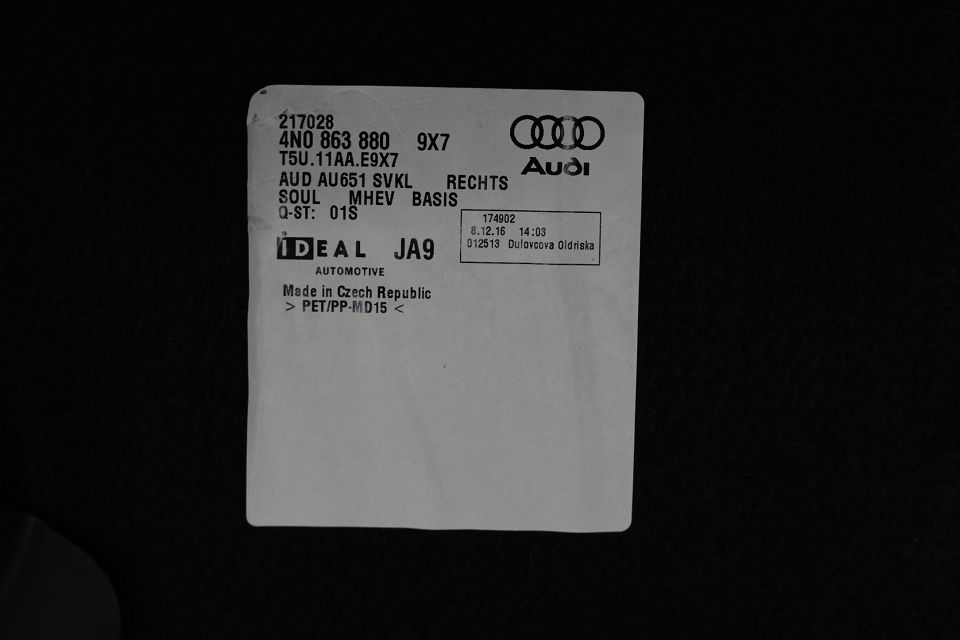 217028
4N0 863 880 9X7
T5U.11AA.E9X7
AUD AU651 SVKL RECHTS
SOUL MHEV BASIS
Q-ST: 01S
Audi
174902
8.12.16 14:03
012513 Dulovcova Oldriska
IDEAL JA9
AUTOMOTIVE
Made in Czech Republic
> PET/PP-MD15 <